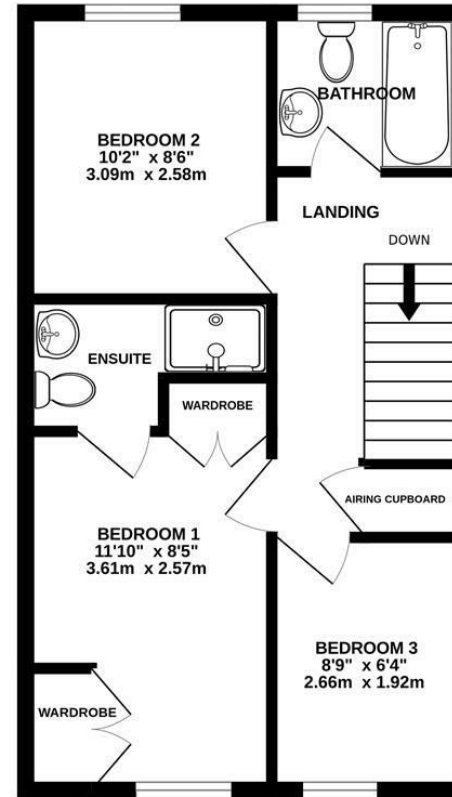 BEDROOM 2
10'2" x 8'6"
3.09m x 2.58m
BATHROOM
LANDING
DOWN
ENSUITE
WARDROBE
AIRING CUPBOARD
BEDROOM 1
11'10" x 8'5"
3.61m x 2.57m
BEDROOM 3
8'9" x 6'4"
2.66m x 1.92m
WARDROBE